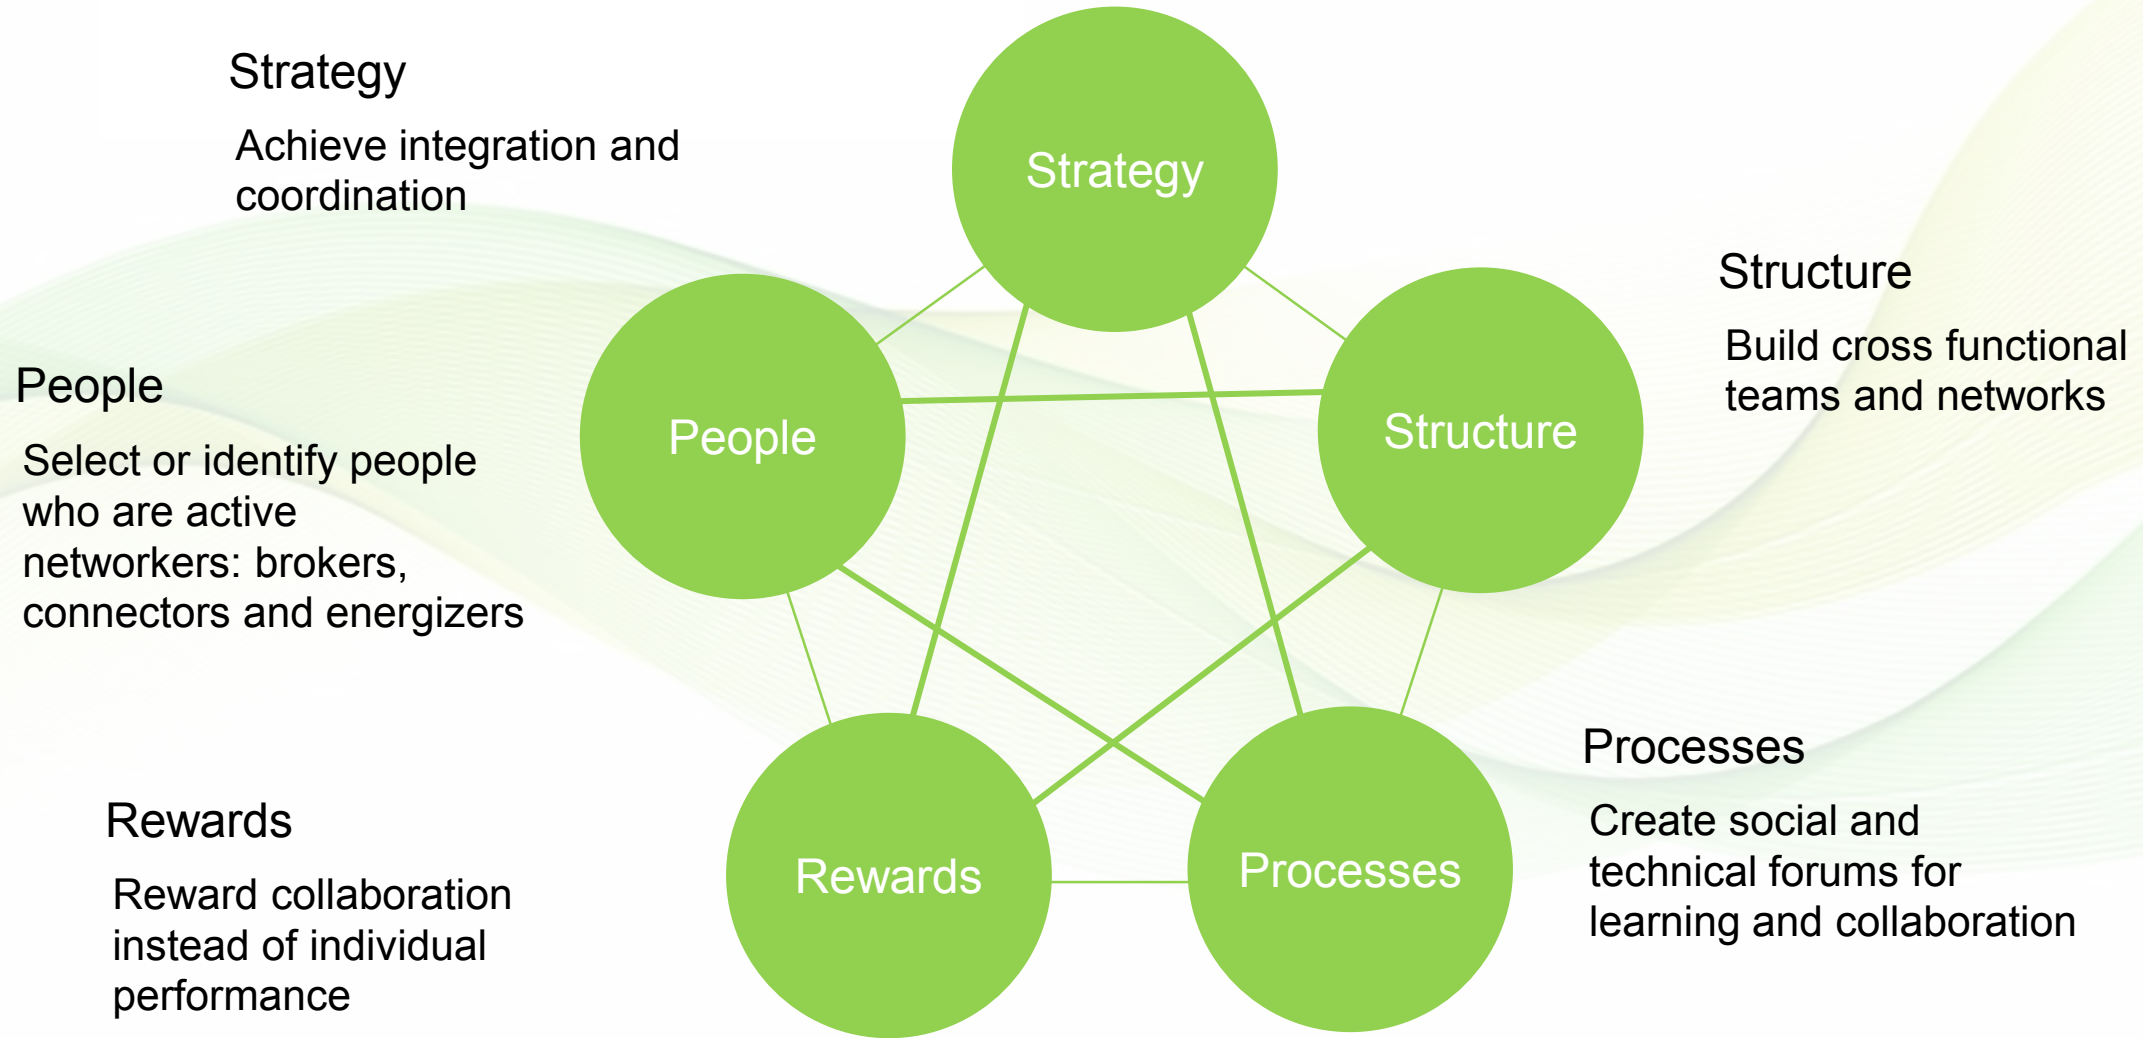 Strategy
Achieve integration and
coordination
Strategy
Structure
Build cross functional
teams and networks
People
Select or identify people
who are active
networkers: brokers,
connectors and energizers
People
Structure
Processes
Create social and
technical forums for
learning and collaboration
Rewards
Reward collaboration
instead of individual
performance
Rewards
Processes